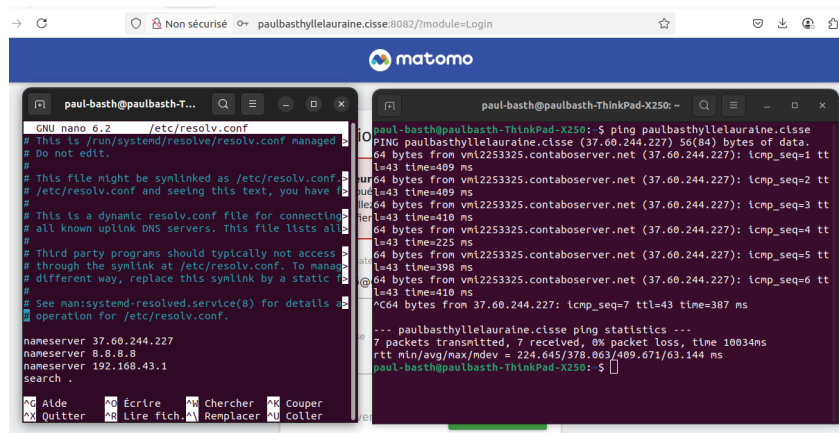 Non sécurisé paulbasthyllelauraine.cisse:8082/?module=Login
matomo
paul-basth@paulbasth-T...
GNU nano 6.2 /etc/resolv.conf
# This is /run/systemd/resolve/resolv.conf managed >
# Do not edit.
#
# This file might be symlinked as /etc/resolv.conf.>
# /etc/resolv.conf and seeing this text, you have f>
#
# This is a dynamic resolv.conf file for connecting>
# all known uplink DNS servers. This file lists all>
#
# Third party programs should typically not access >
# through the symlink at /etc/resolv.conf. To manag>
# different way, replace this symlink by a static f>
#
# See man:systemd-resolved.service(8) for details a>
# operation for /etc/resolv.conf.
nameserver 37.60.244.227
nameserver 8.8.8.8
nameserver 192.168.43.1
search .
^G Aide ^O Écrire ^W Chercher ^K Couper
^X Quitter ^R Lire fich. ^\ Remplacer ^U Coller
paul-basth@paulbasth-ThinkPad-X250: ~
paul-basth@paulbasth-ThinkPad-X250:~$ ping paulbasthyllelauraine.cisse
PING paulbasthyllelauraine.cisse (37.60.244.227) 56(84) bytes of data.
64 bytes from vmi2253325.contaboserver.net (37.60.244.227): icmp_seq=1 tt
l=43 time=409 ms
64 bytes from vmi2253325.contaboserver.net (37.60.244.227): icmp_seq=2 tt
l=43 time=409 ms
64 bytes from vmi2253325.contaboserver.net (37.60.244.227): icmp_seq=3 tt
l=43 time=410 ms
64 bytes from vmi2253325.contaboserver.net (37.60.244.227): icmp_seq=4 tt
l=43 time=225 ms
64 bytes from vmi2253325.contaboserver.net (37.60.244.227): icmp_seq=5 tt
l=43 time=398 ms
64 bytes from vmi2253325.contaboserver.net (37.60.244.227): icmp_seq=6 tt
l=43 time=410 ms
^C64 bytes from 37.60.244.227: icmp_seq=7 ttl=43 time=387 ms
--- paulbasthyllelauraine.cisse ping statistics ---
7 packets transmitted, 7 received, 0% packet loss, time 10034ms
rtt min/avg/max/mdev = 224.645/378.063/409.671/63.144 ms
paul-basth@paulbasth-ThinkPad-X250:~$